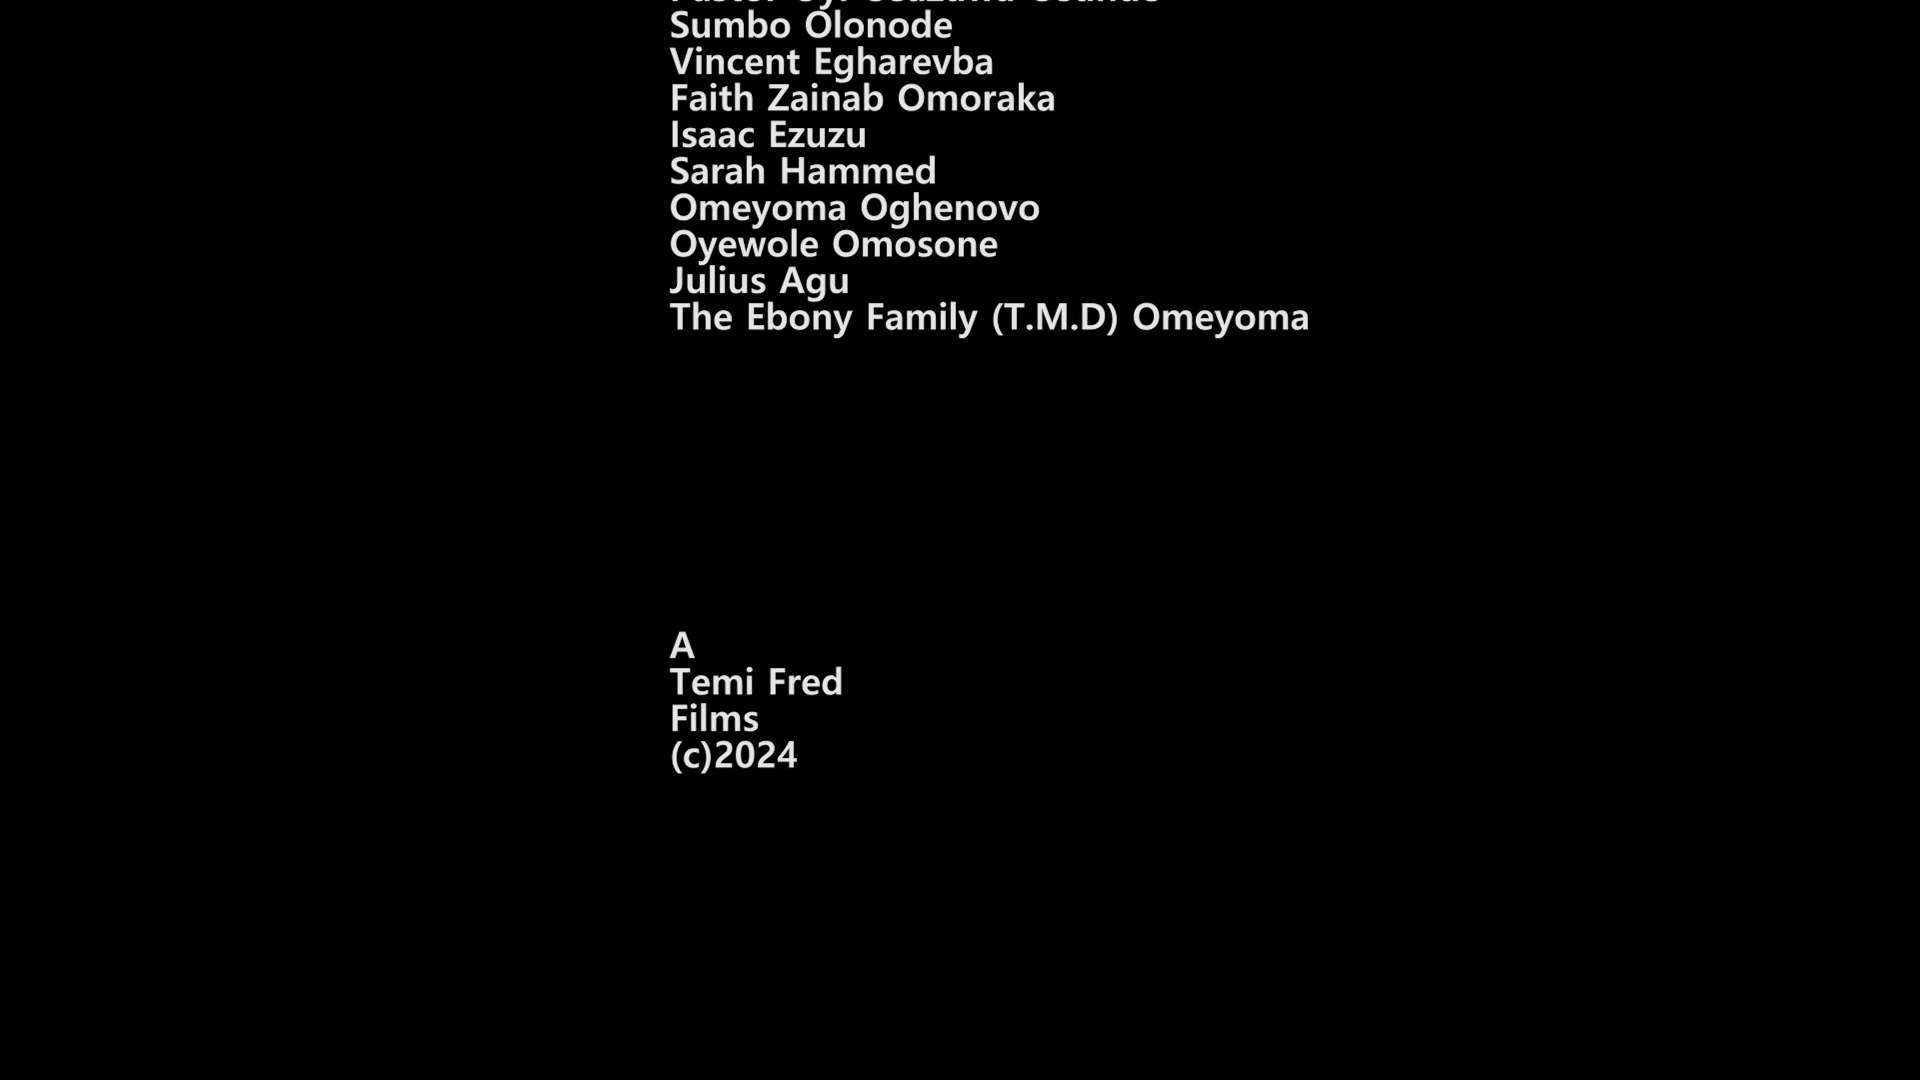 Sumbo Olonode
Vincent Egharevba
Faith Zainab Omoraka
Isaac Ezuzu
Sarah Hammed
Omeyoma Oghenovo
Oyewole Omosone
Julius Agu
The Ebony Family (T.M.D) Omeyoma
A
Temi Fred
Films
(c)2024